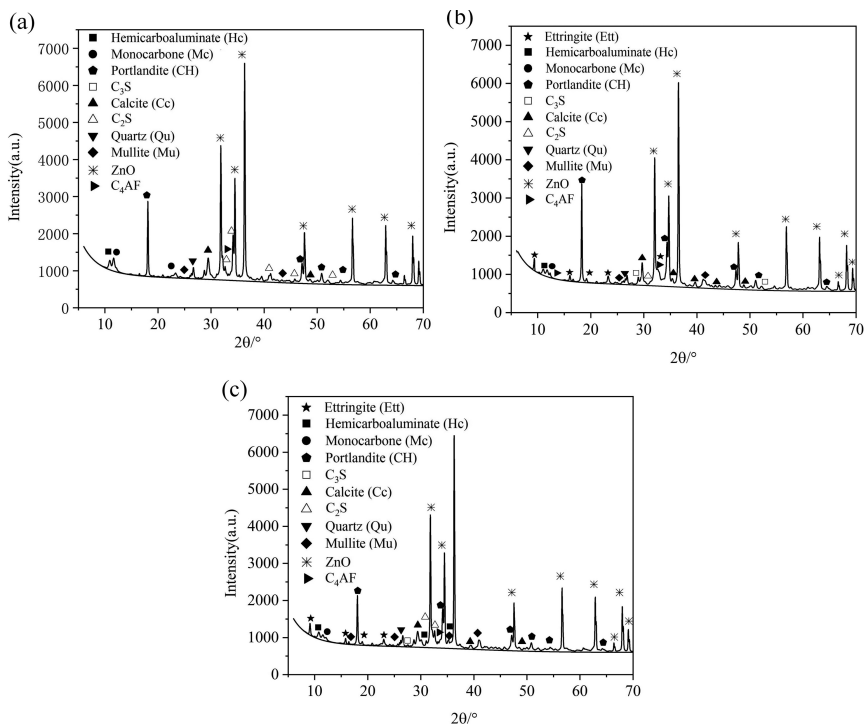 (a)
Hemicarboaluminate (Hc)
Monocarbone (Mc)
Portlandite (CH)
C₃S
Calcite (Cc)
C₂S
Quartz (Qu)
Mullite (Mu)
ZnO
C₄AF
7000
6000
5000
4000
3000
2000
1000
0
Intensity(a.u.)
10 20 30 40 50 60 70
2θ/°
(b)
Ettringite (Ett)
Hemicarboaluminate (Hc)
Monocarbone (Mc)
Portlandite (CH)
C₃S
Calcite (Cc)
C₂S
Quartz (Qu)
Mullite (Mu)
ZnO
C₄AF
7000
6000
5000
4000
3000
2000
1000
0
Intensity(a.u.)
10 20 30 40 50 60 70
2θ/°
(c)
Ettringite (Ett)
Hemicarboaluminate (Hc)
Monocarbone (Mc)
Portlandite (CH)
C₃S
Calcite (Cc)
C₂S
Quartz (Qu)
Mullite (Mu)
ZnO
C₄AF
7000
6000
5000
4000
3000
2000
1000
0
Intensity(a.u.)
10 20 30 40 50 60 70
2θ/°